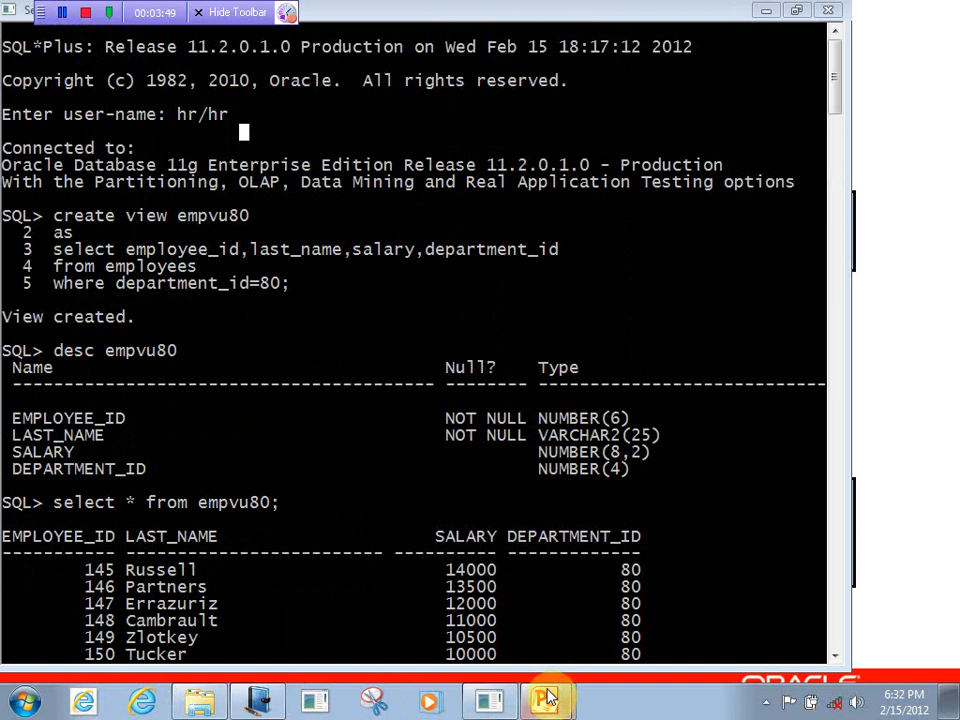 00:03:49
Hide Toolbar
SQL*Plus: Release 11.2.0.1.0 Production on Wed Feb 15 18:17:12 2012
Copyright (c) 1982, 2010, Oracle.  All rights reserved.
Enter user-name: hr/hr
Connected to:
Oracle Database 11g Enterprise Edition Release 11.2.0.1.0 - Production
With the Partitioning, OLAP, Data Mining and Real Application Testing options
SQL> create view empvu80
2 as
3 select employee_id,last_name,salary,department_id
4 from employees
5 where department_id=80;
View created.
SQL> desc empvu80
Name Null? Type
----------------------------------------- -------- ----------------------------
EMPLOYEE_ID NOT NULL NUMBER(6)
LAST_NAME NOT NULL VARCHAR2(25)
SALARY NUMBER(8,2)
DEPARTMENT_ID NUMBER(4)
SQL> select * from empvu80;
EMPLOYEE_ID LAST_NAME SALARY DEPARTMENT_ID
----------- ------------------------- ---------- -------------
145 Russell 14000 80
146 Partners 13500 80
147 Errazuriz 12000 80
148 Cambrault 11000 80
149 Zlotkey 10500 80
150 Tucker 10000 80
ORACLE
6:32 PM
2/15/2012